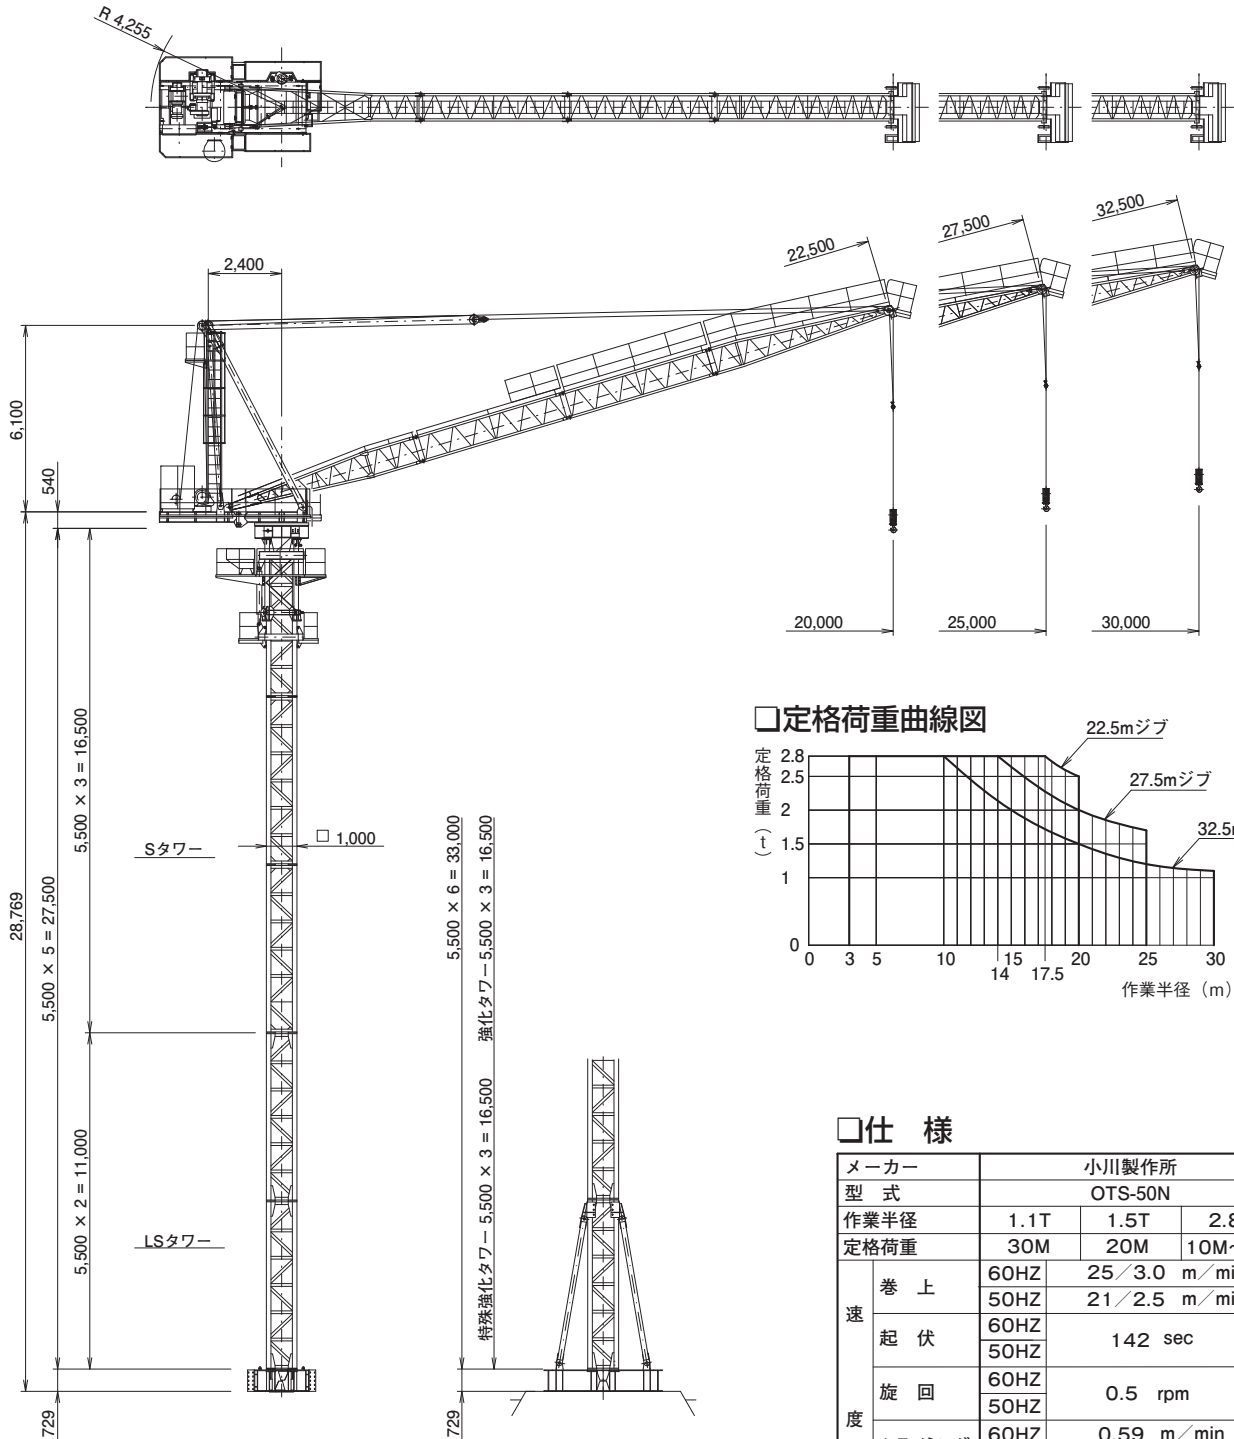 R 4,255
22,500
27,500
32,500
2,400
6,100
540
28,769
5,500 × 5 = 27,500
5,500 × 3 = 16,500
5,500 × 2 = 11,000
729
Sタワー
□ 1,000
LSタワー
20,000
25,000
30,000
5,500 × 6 = 33,000
特殊強化タワー 5,500 × 3 = 16,500 強化タワー 5,500 × 3 = 16,500
729
❏定格荷重曲線図
定格荷重（t）
2.8
2.5
2
1.5
1
0
0 3 5 10 14 15 17.5 20 25 30
作業半径（m）
22.5mジブ
27.5mジブ
32.5m
❏仕 様
メーカー 小川製作所
型 式 OTS-50N
作業半径 1.1T 1.5T 2.8
定格荷重 30M 20M 10M~
速 度
巻 上 60HZ 25／3.0 m／mi
50HZ 21／2.5 m／mi
起 伏 60HZ 142 sec
50HZ
旋 回 60HZ 0.5 rpm
50HZ
60HZ 0.59 m／min